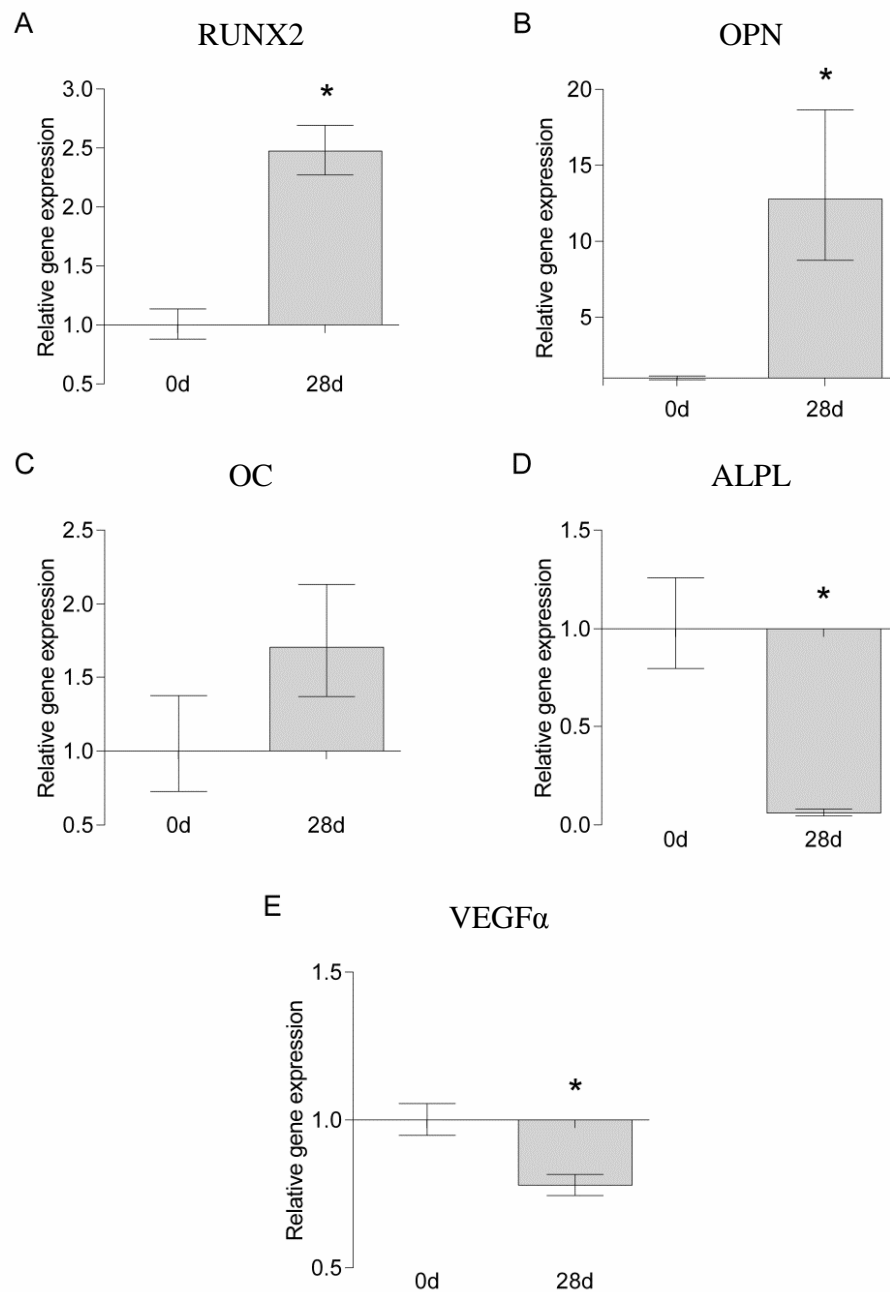 A
RUNX2
Relative gene expression
3.0
2.5
2.0
1.5
1.0
0.5
*
0d
28d
B
OPN
Relative gene expression
20
15
10
5
*
0d
28d
C
OC
Relative gene expression
2.5
2.0
1.5
1.0
0.5
0d
28d
D
ALPL
Relative gene expression
1.5
1.0
0.5
0.0
*
0d
28d
E
VEGFα
Relative gene expression
1.5
1.0
0.5
*
0d
28d